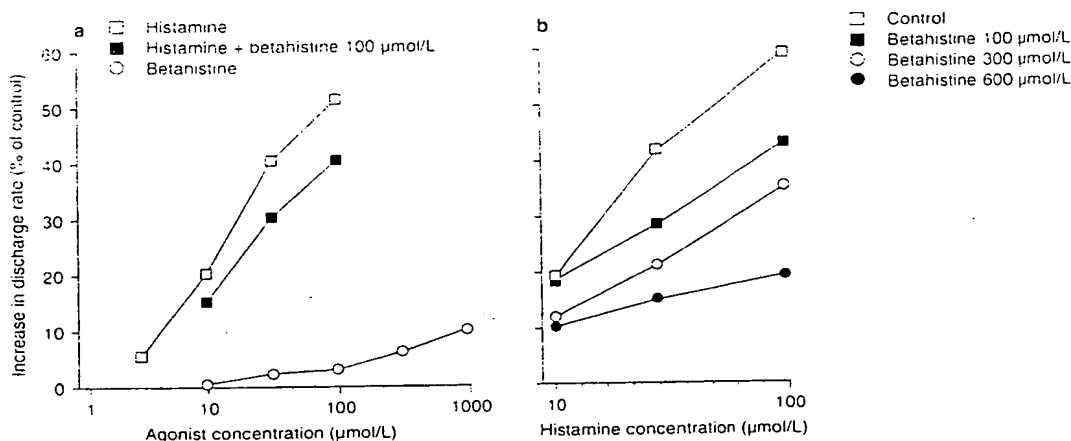 a
Histamine
Histamine + betahistine 100 µmol/L
Betahistine
Increase in discharge rate (% of control)
60
50
40
30
20
10
0
1
10
100
1000
Agonist concentration (µmol/L)
b
Control
Betahistine 100 µmol/L
Betahistine 300 µmol/L
Betahistine 600 µmol/L
10
100
Histamine concentration (µmol/L)